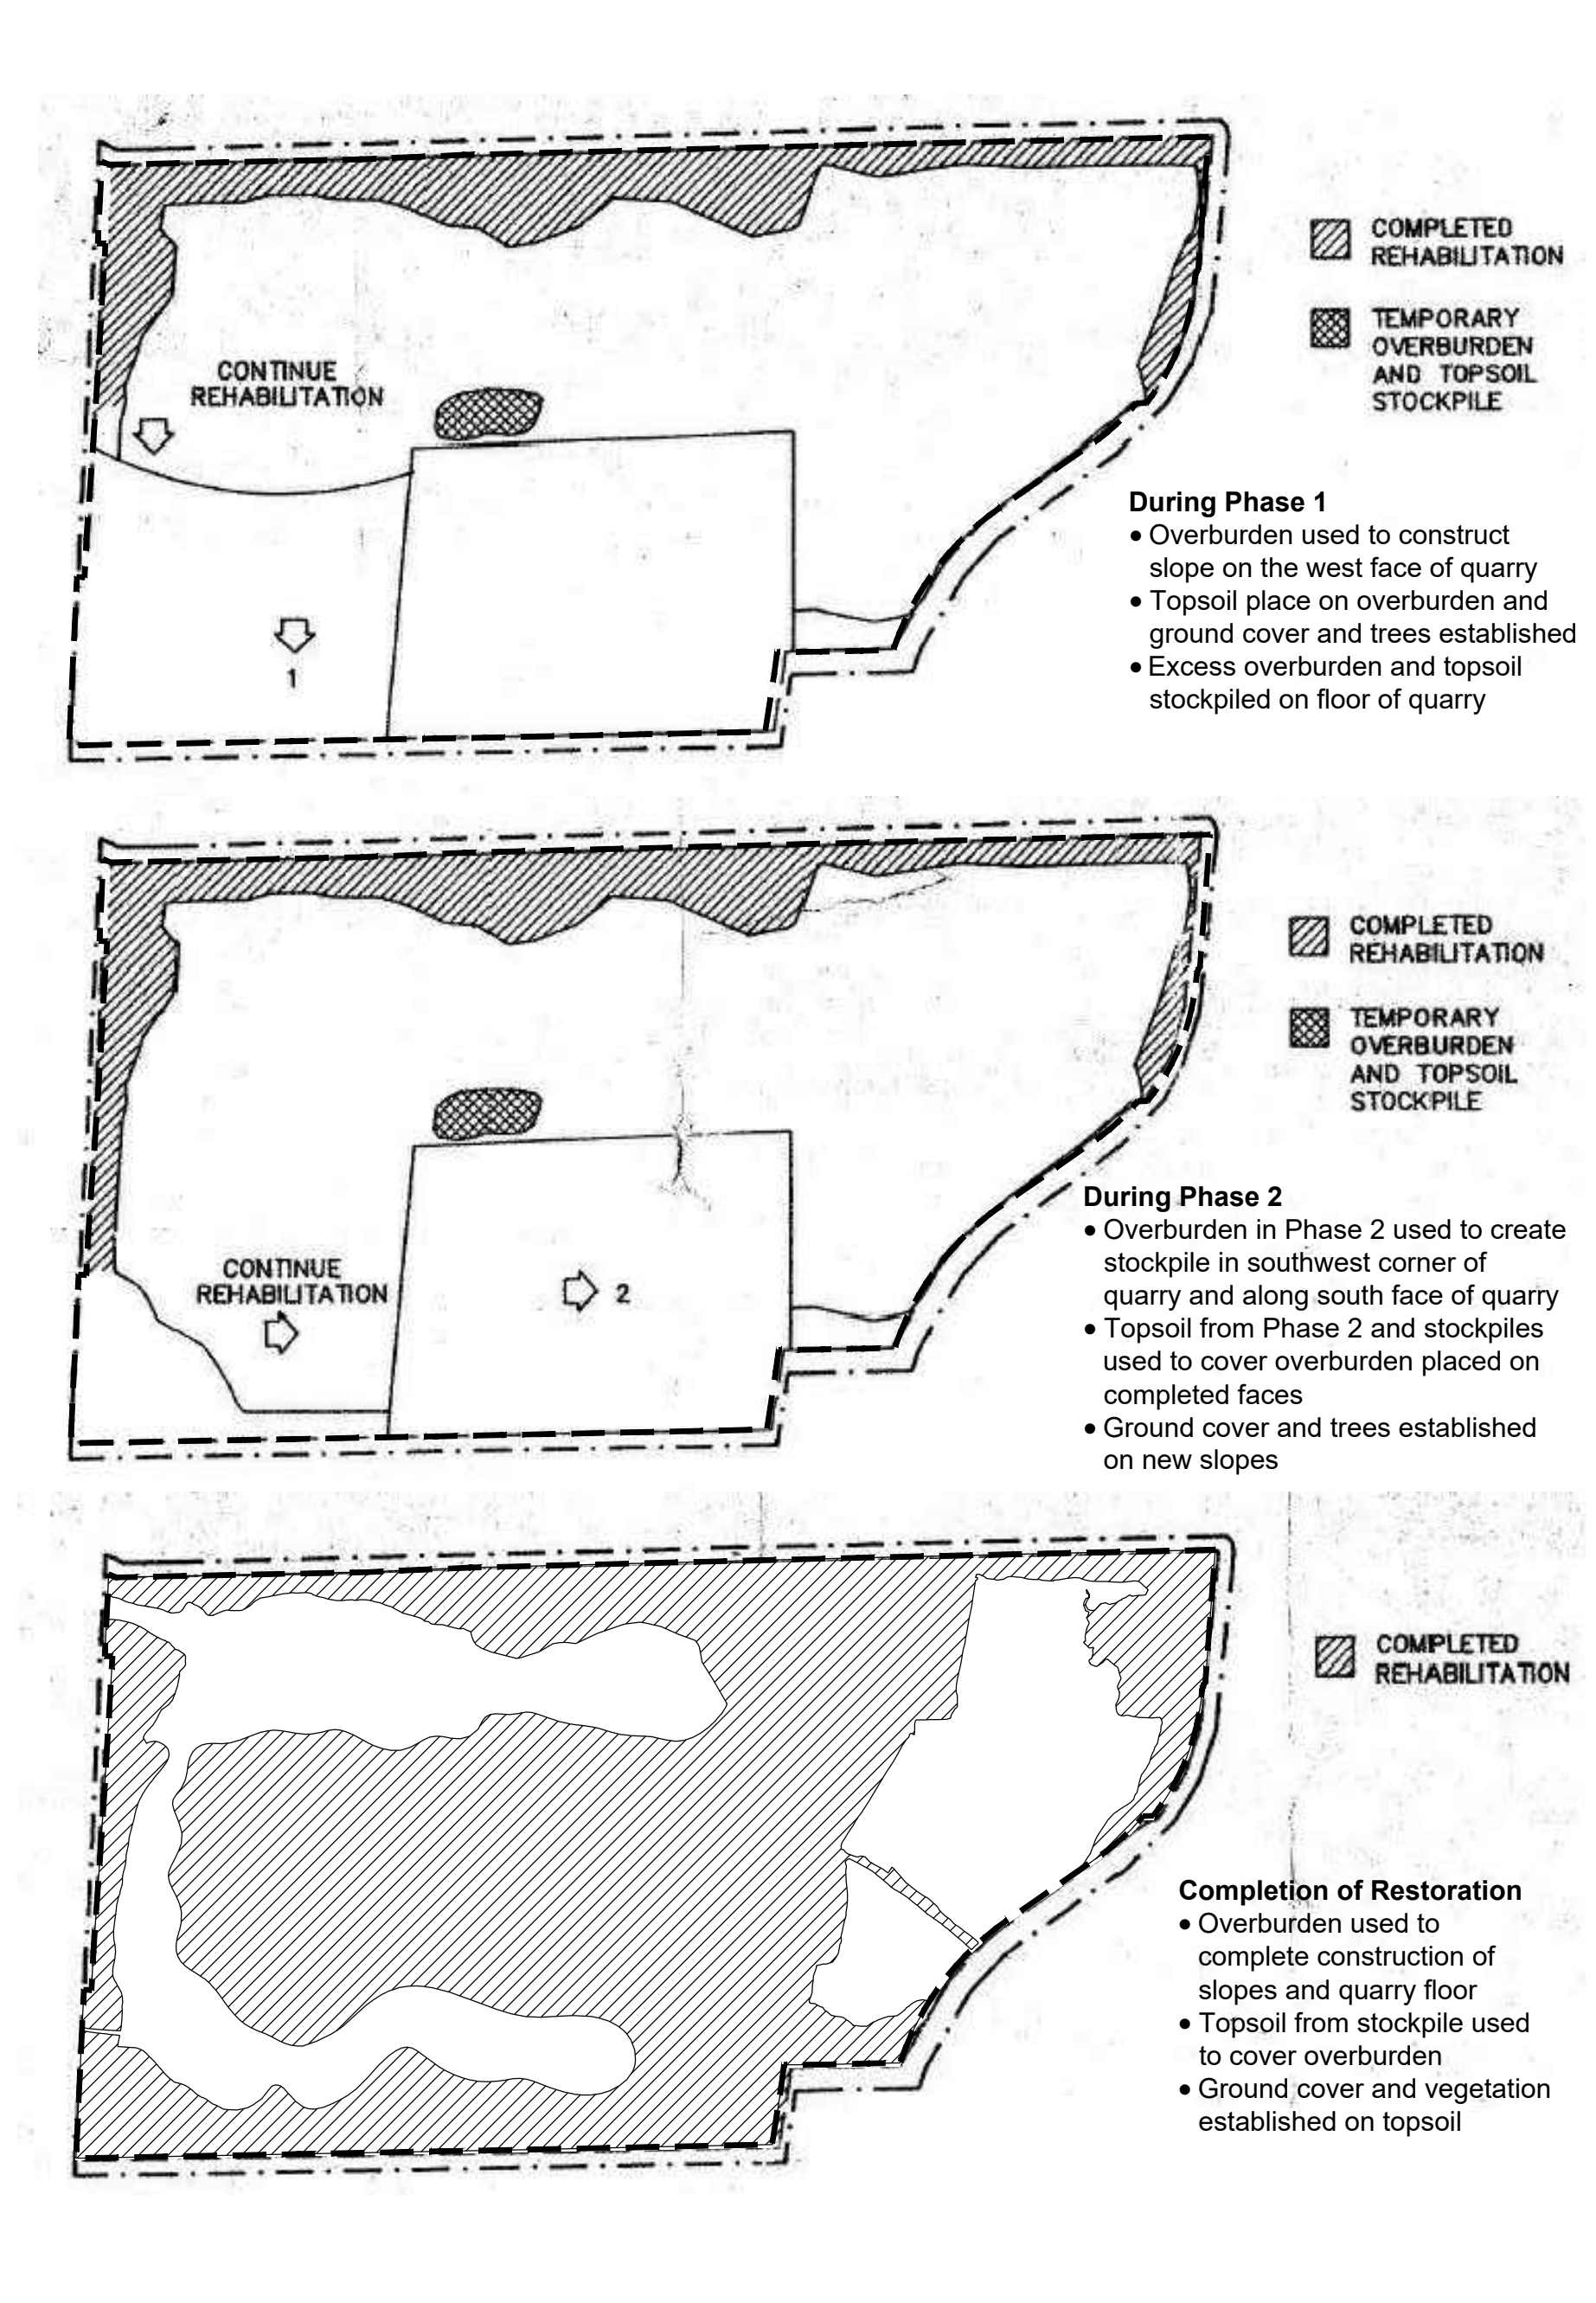 COMPLETED
REHABILITATION
TEMPORARY
OVERBURDEN
AND TOPSOIL
STOCKPILE
CONTINUE
REHABILITATION
1
During Phase 1
• Overburden used to construct
slope on the west face of quarry
• Topsoil place on overburden and
ground cover and trees established
• Excess overburden and topsoil
stockpiled on floor of quarry
COMPLETED
REHABILITATION
TEMPORARY
OVERBURDEN
AND TOPSOIL
STOCKPILE
CONTINUE
REHABILITATION
2
During Phase 2
• Overburden in Phase 2 used to create
stockpile in southwest corner of
quarry and along south face of quarry
• Topsoil from Phase 2 and stockpiles
used to cover overburden placed on
completed faces
• Ground cover and trees established
on new slopes
COMPLETED
REHABILITATION
Completion of Restoration
• Overburden used to
complete construction of
slopes and quarry floor
• Topsoil from stockpile used
to cover overburden
• Ground cover and vegetation
established on topsoil